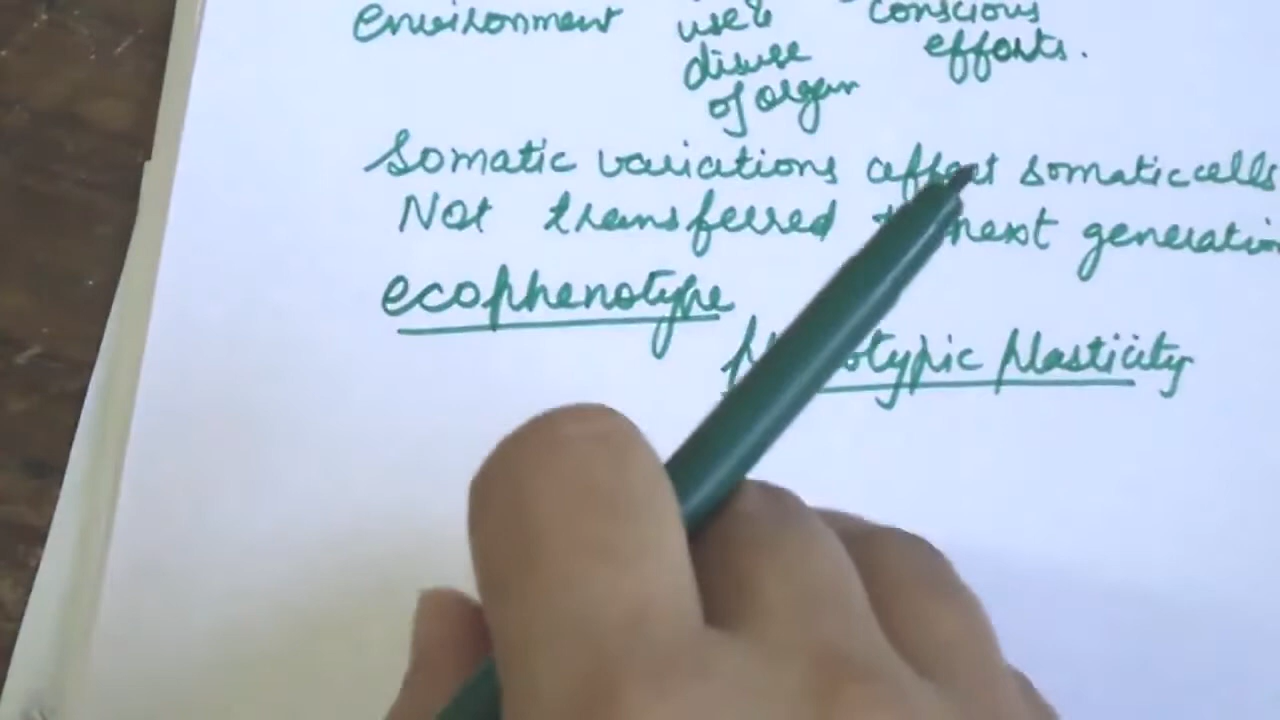 environment use & conscious
disuse efforts.
of organ
Somatic variations affect somatic cells
Not transferred next generation
ecophenotype
plasticity